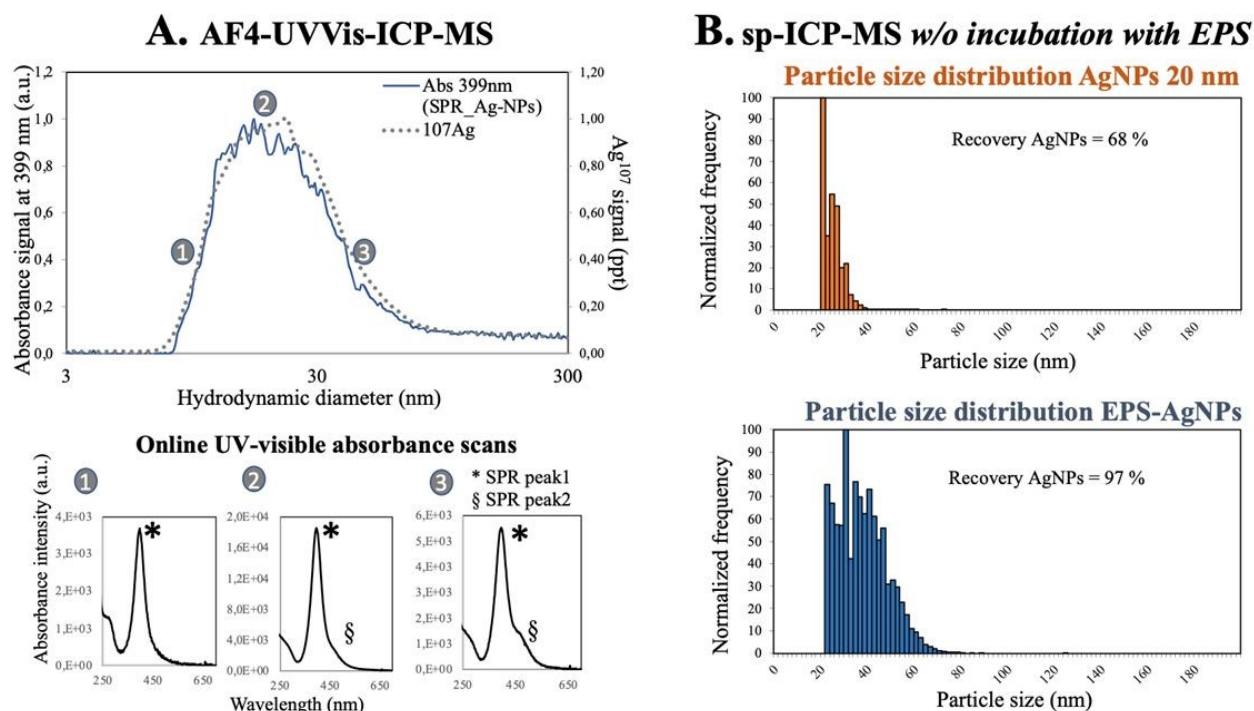 A. AF4-UVVis-ICP-MS
1,2
1,0
0,8
0,6
0,4
0,2
0,0
Absorbance signal at 399 nm (a.u.)
Abs 399nm
(SPR_Ag-NPs)
107Ag
1
2
3
1,20
1,00
0,80
0,60
0,40
0,20
0,00
Ag107 signal (ppt)
3 30 300
Hydrodynamic diameter (nm)
Online UV-visible absorbance scans
* SPR peak1
§ SPR peak2
Absorbance intensity (a.u.)
1
4,E+03
3,E+03
2,E+03
1,E+03
0,E+00
*
250 450 650
2
2,0E+04
1,6E+04
1,2E+04
8,0E+03
4,0E+03
0,0E+00
*
§
250 450 650
3
6,E+03
5,E+03
4,E+03
3,E+03
2,E+03
1,E+03
0,E+00
*
§
250 450 650
Wavelength (nm)
B. sp-ICP-MS w/o incubation with EPS
Particle size distribution AgNPs 20 nm
Recovery AgNPs = 68 %
Normalized frequency
100
90
80
70
60
50
40
30
20
10
0
0 20 40 60 80 100 120 140 160 180
Particle size (nm)
Particle size distribution EPS-AgNPs
Recovery AgNPs = 97 %
Normalized frequency
100
90
80
70
60
50
40
30
20
10
0
0 20 40 60 80 100 120 140 160 180
Particle size (nm)